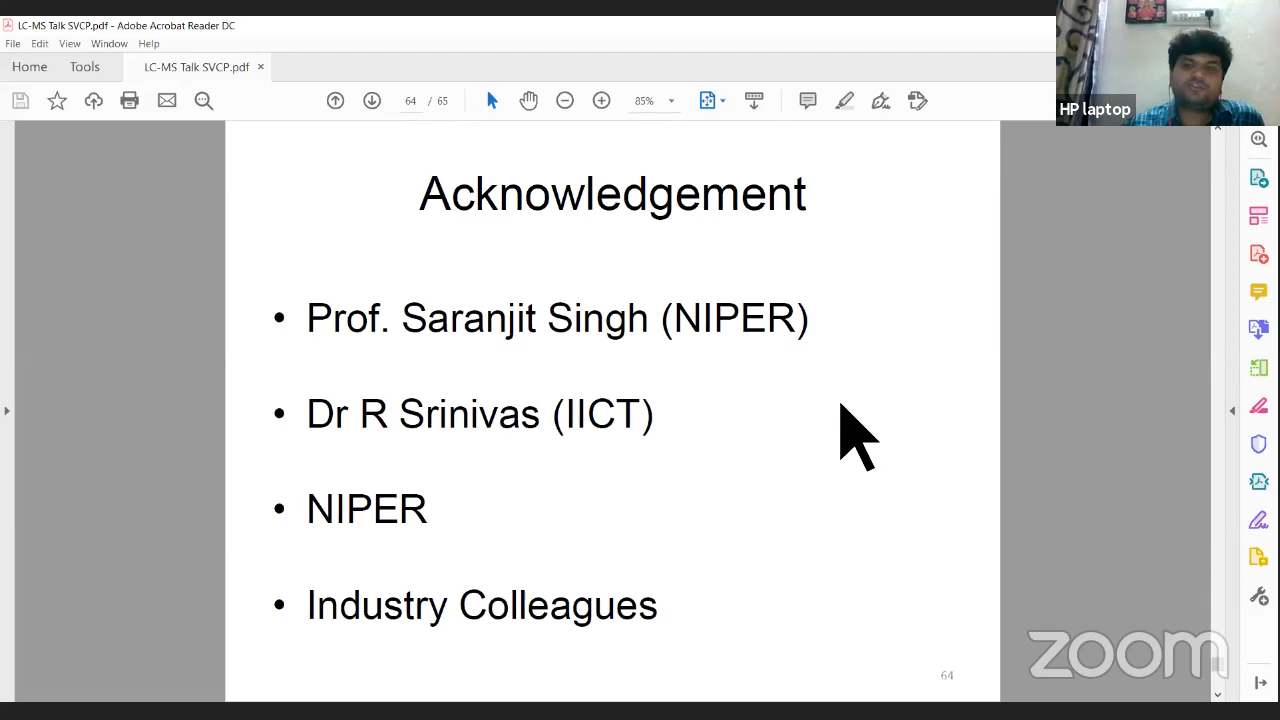 LC-MS Talk SVCP.pdf - Adobe Acrobat Reader DC
File Edit View Window Help
Home Tools LC-MS Talk SVCP.pdf ×
64 / 65 85%
HP laptop
Acknowledgement
• Prof. Saranjit Singh (NIPER)
• Dr R Srinivas (IICT)
• NIPER
• Industry Colleagues
64
zoom